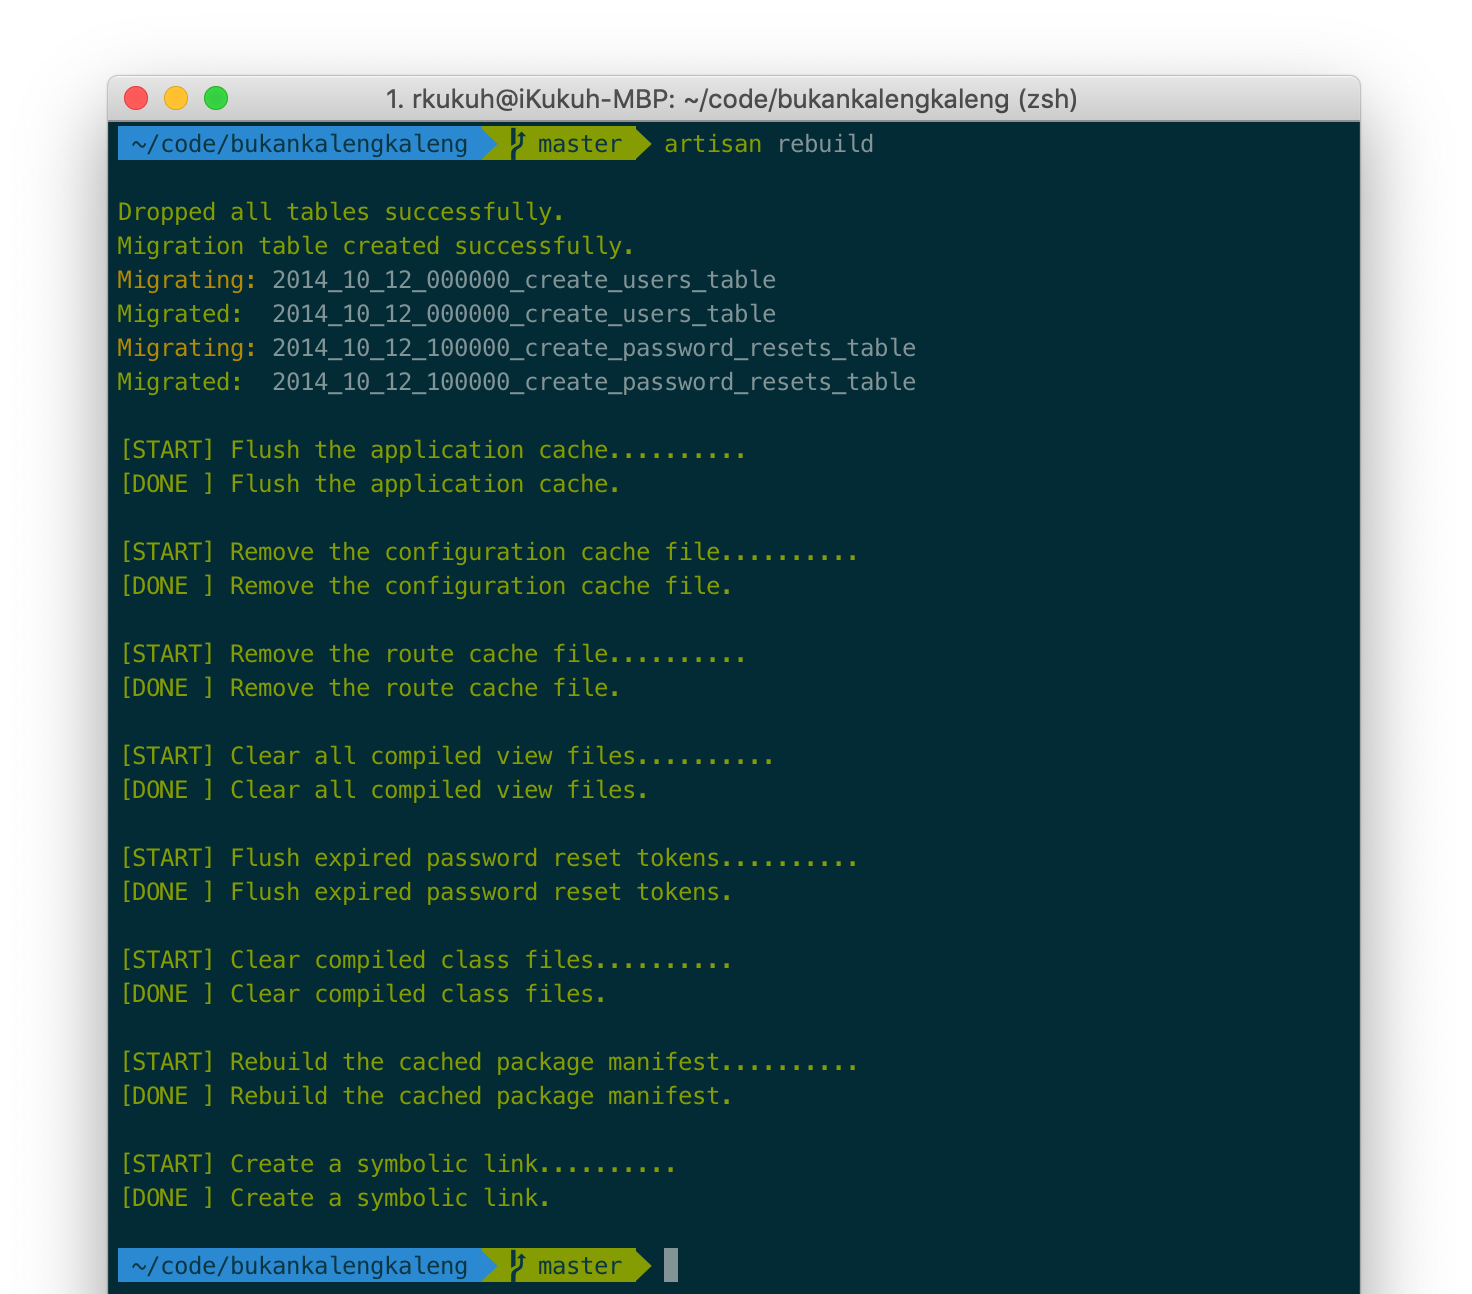 1. rkukuh@iKukuh-MBP: ~/code/bukankalengkaleng (zsh)
~/code/bukankalengkaleng master artisan rebuild
Dropped all tables successfully.
Migration table created successfully.
Migrating: 2014_10_12_000000_create_users_table
Migrated:  2014_10_12_000000_create_users_table
Migrating: 2014_10_12_100000_create_password_resets_table
Migrated:  2014_10_12_100000_create_password_resets_table
[START] Flush the application cache..........
[DONE ] Flush the application cache.
[START] Remove the configuration cache file..........
[DONE ] Remove the configuration cache file.
[START] Remove the route cache file..........
[DONE ] Remove the route cache file.
[START] Clear all compiled view files..........
[DONE ] Clear all compiled view files.
[START] Flush expired password reset tokens..........
[DONE ] Flush expired password reset tokens.
[START] Clear compiled class files..........
[DONE ] Clear compiled class files.
[START] Rebuild the cached package manifest..........
[DONE ] Rebuild the cached package manifest.
[START] Create a symbolic link..........
[DONE ] Create a symbolic link.
~/code/bukankalengkaleng master